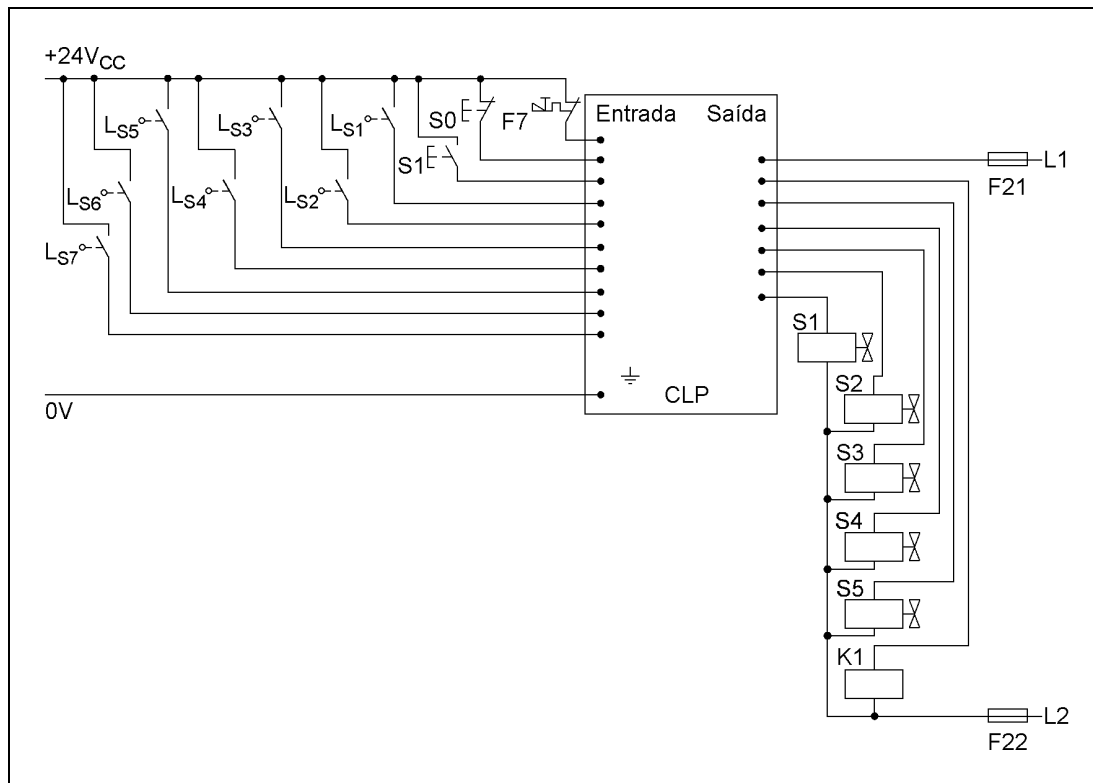 +24VCC
Entrada Saída
S0
F7
LS5
LS3
LS1
S1
L1
F21
LS6
LS4
LS2
LS7
S1
S2
CLP
0V
S3
S4
S5
K1
L2
F22